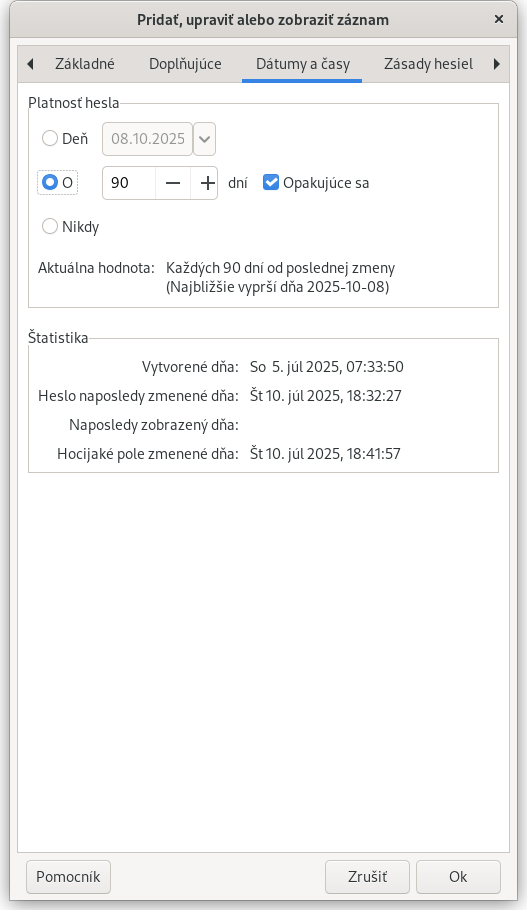 Pridať, upraviť alebo zobraziť záznam
Základné Doplňujúce Dátumy a časy Zásady hesiel
Platnosť hesla
Deň 08.10.2025
O 90 dní Opakujúce sa
Nikdy
Aktuálna hodnota: Každých 90 dní od poslednej zmeny
(Najbližšie vyprší dňa 2025-10-08)
Štatistika
Vytvorené dňa: So 5. júl 2025, 07:33:50
Heslo naposledy zmenené dňa: Št 10. júl 2025, 18:32:27
Naposledy zobrazený dňa:
Hocijaké pole zmenené dňa: Št 10. júl 2025, 18:41:57
Pomocník Zrušiť Ok